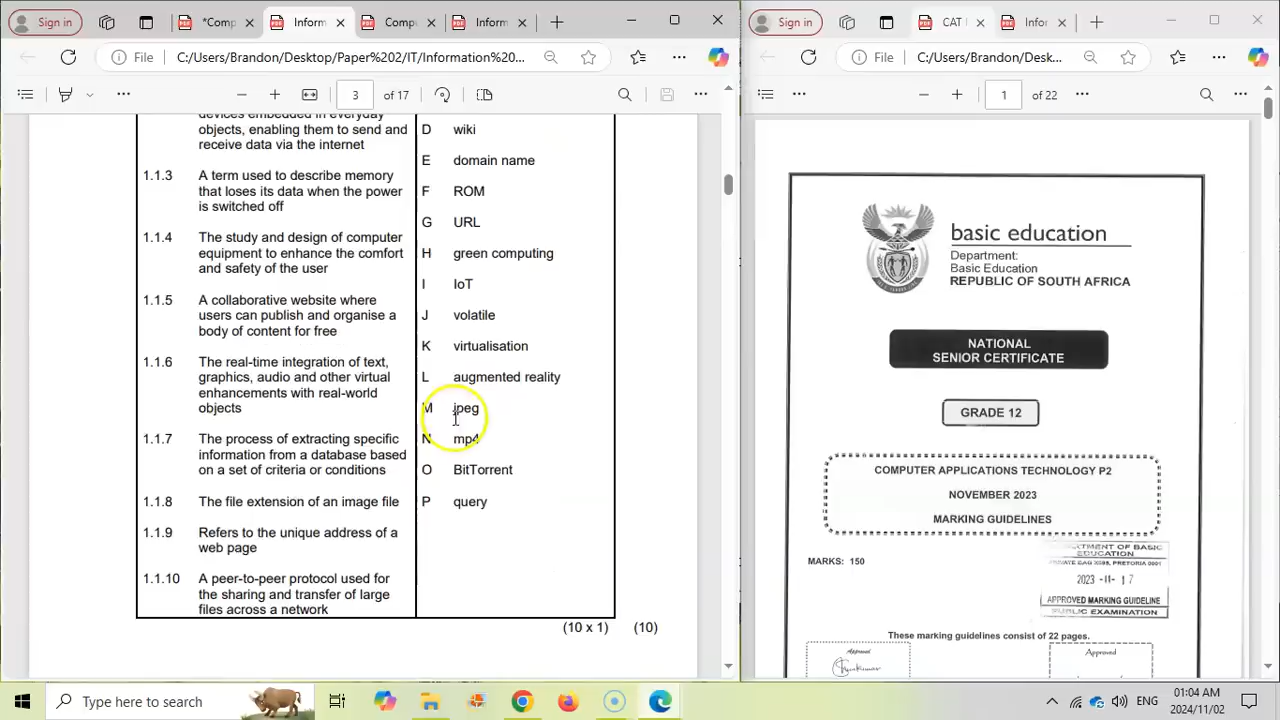 Sign in
*Comp
Inform
Compu
Inform
Sign in
CAT
Infor
File
C:/Users/Brandon/Desktop/Paper%202/IT/Information%20...
File
C:/Users/Brandon/Desk...
3 of 17
1 of 22
devices embedded in everyday
objects, enabling them to send and
receive data via the internet
1.1.3 A term used to describe memory
that loses its data when the power
is switched off
1.1.4 The study and design of computer
equipment to enhance the comfort
and safety of the user
1.1.5 A collaborative website where
users can publish and organise a
body of content for free
1.1.6 The real-time integration of text,
graphics, audio and other virtual
enhancements with real-world
objects
1.1.7 The process of extracting specific
information from a database based
on a set of criteria or conditions
1.1.8 The file extension of an image file
1.1.9 Refers to the unique address of a
web page
1.1.10 A peer-to-peer protocol used for
the sharing and transfer of large
files across a network
D wiki
E domain name
F ROM
G URL
H green computing
I IoT
J volatile
K virtualisation
L augmented reality
M jpeg
N mp4
O BitTorrent
P query
(10 x 1) (10)
basic education
Department:
Basic Education
REPUBLIC OF SOUTH AFRICA
NATIONAL
SENIOR CERTIFICATE
GRADE 12
COMPUTER APPLICATIONS TECHNOLOGY P2
NOVEMBER 2023
MARKING GUIDELINES
MARKS: 150
EDUCATION
PRIVATE BAG X895, PRETORIA 0001
2023 -11- 17
APPROVED MARKING GUIDELINE
PUBLIC EXAMINATION
These marking guidelines consist of 22 pages.
Approved
Approved
Type here to search
ENG
01:04 AM
2024/11/02